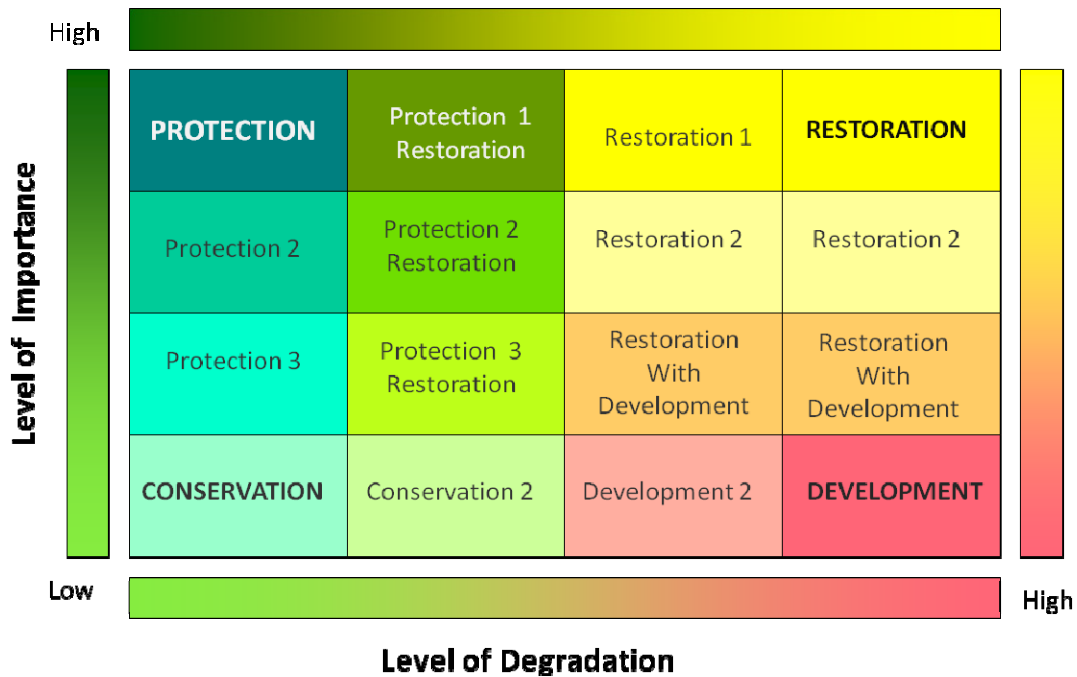 High
PROTECTION
Protection 1
Restoration
Restoration 1
RESTORATION
Protection 2
Protection 2
Restoration
Restoration 2
Restoration 2
Protection 3
Protection 3
Restoration
Restoration
With
Development
Restoration
With
Development
CONSERVATION
Conservation 2
Development 2
DEVELOPMENT
Level of Importance
Low
High
Level of Degradation